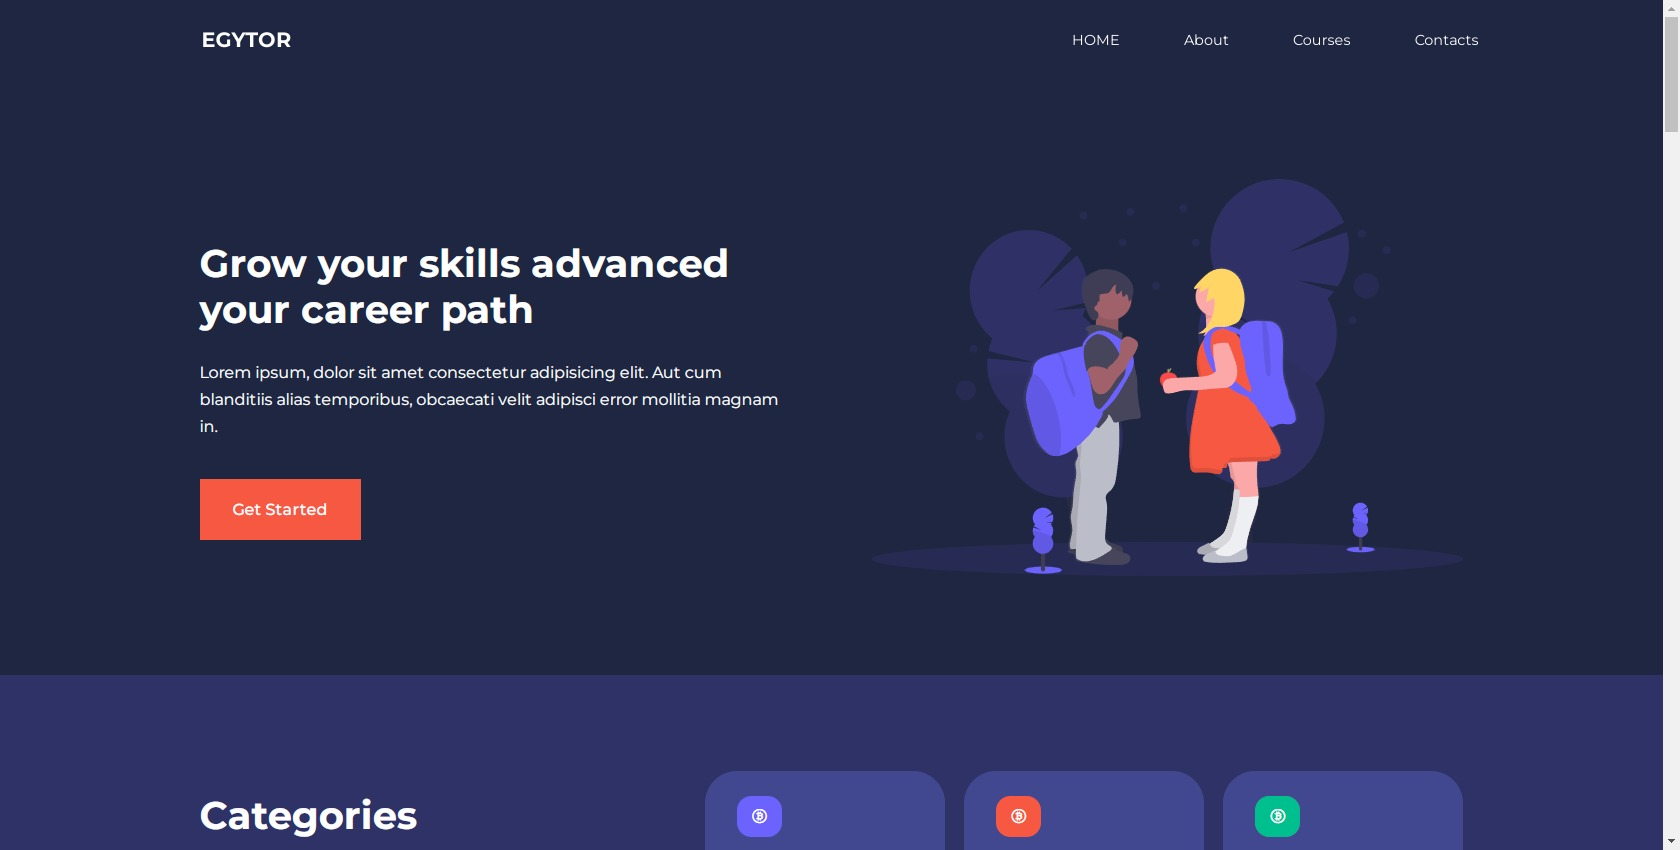 EGYTOR
HOME About Courses Contacts
Grow your skills advanced
your career path
Lorem ipsum, dolor sit amet consectetur adipisicing elit. Aut cum
blanditiis alias temporibus, obcaecati velit adipisci error mollitia magnam
in.
Get Started
Categories